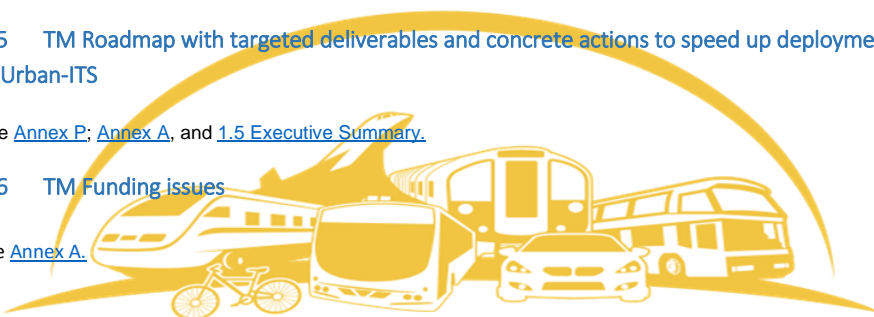 5 TM Roadmap with targeted deliverables and concrete actions to speed up deployme
Urban-ITS
e Annex P; Annex A, and 1.5 Executive Summary.
6 TM Funding issues
e Annex A.